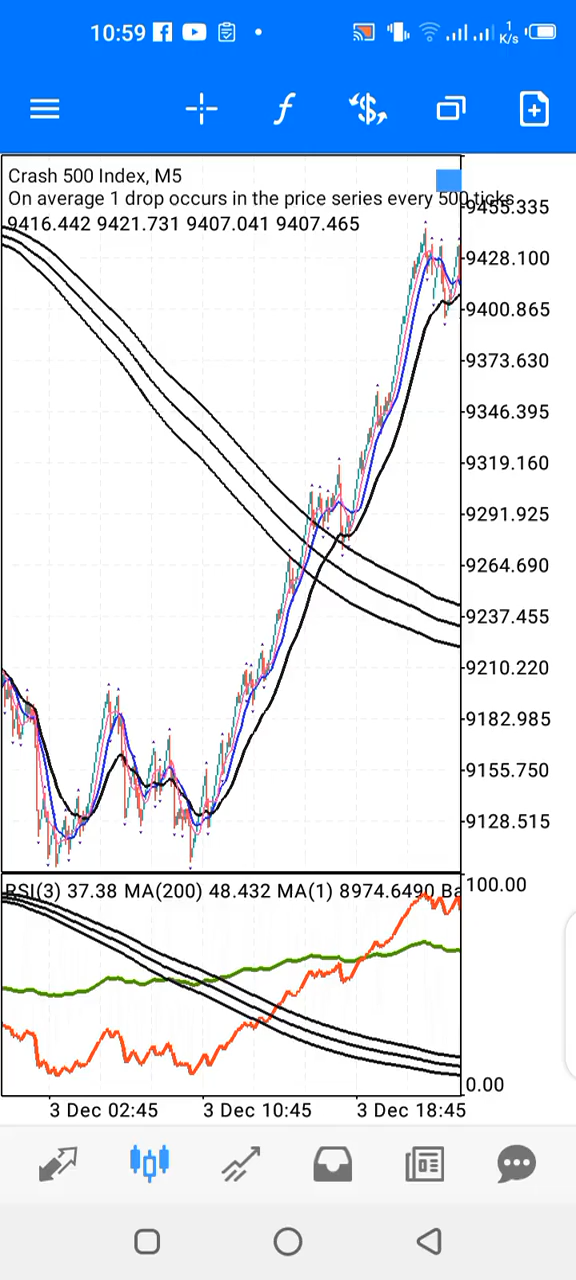 10:59
1
K/s
Crash 500 Index, M5
On average 1 drop occurs in the price series every 500 ticks
9416.442 9421.731 9407.041 9407.465
9455.335
9428.100
9400.865
9373.630
9346.395
9319.160
9291.925
9264.690
9237.455
9210.220
9182.985
9155.750
9128.515
RSI(3) 37.38 MA(200) 48.432 MA(1) 8974.6490 Ba
100.00
0.00
3 Dec 02:45
3 Dec 10:45
3 Dec 18:45